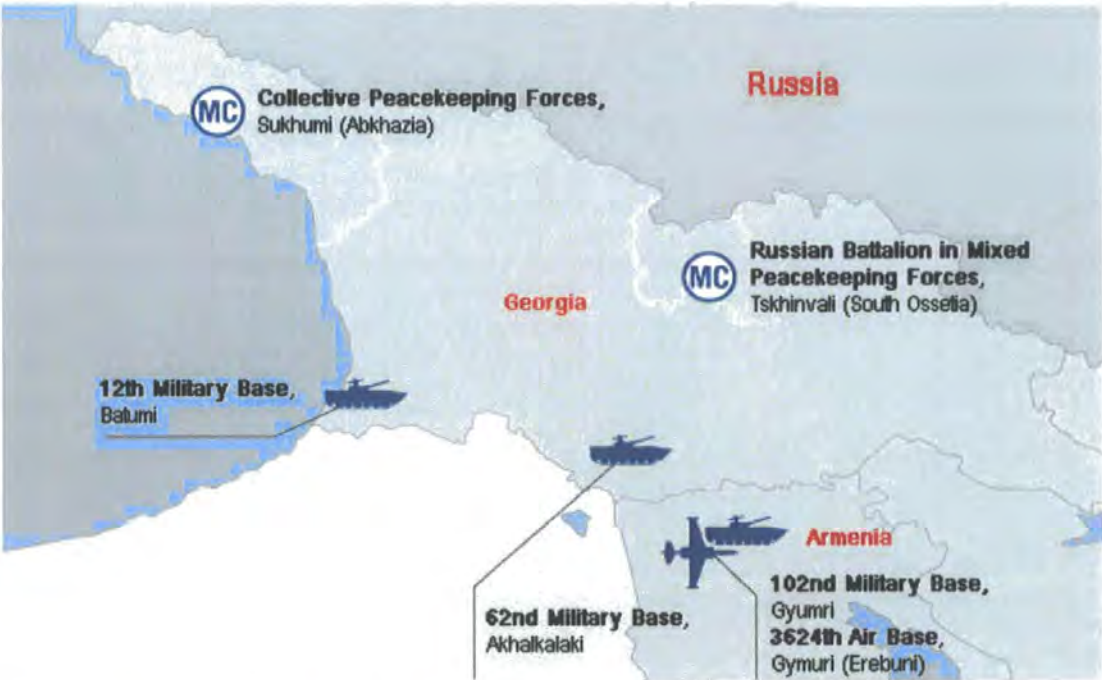 Russia
MC
Collective Peacekeeping Forces,
Sukhumi (Abkhazia)
MC
Russian Battalion in Mixed
Peacekeeping Forces,
Tskhinvali (South Ossetia)
Georgia
12th Military Base,
Batumi
Armenia
62nd Military Base,
Akhalkalaki
102nd Military Base,
Gyumri
3624th Air Base,
Gymuri (Erebuni)